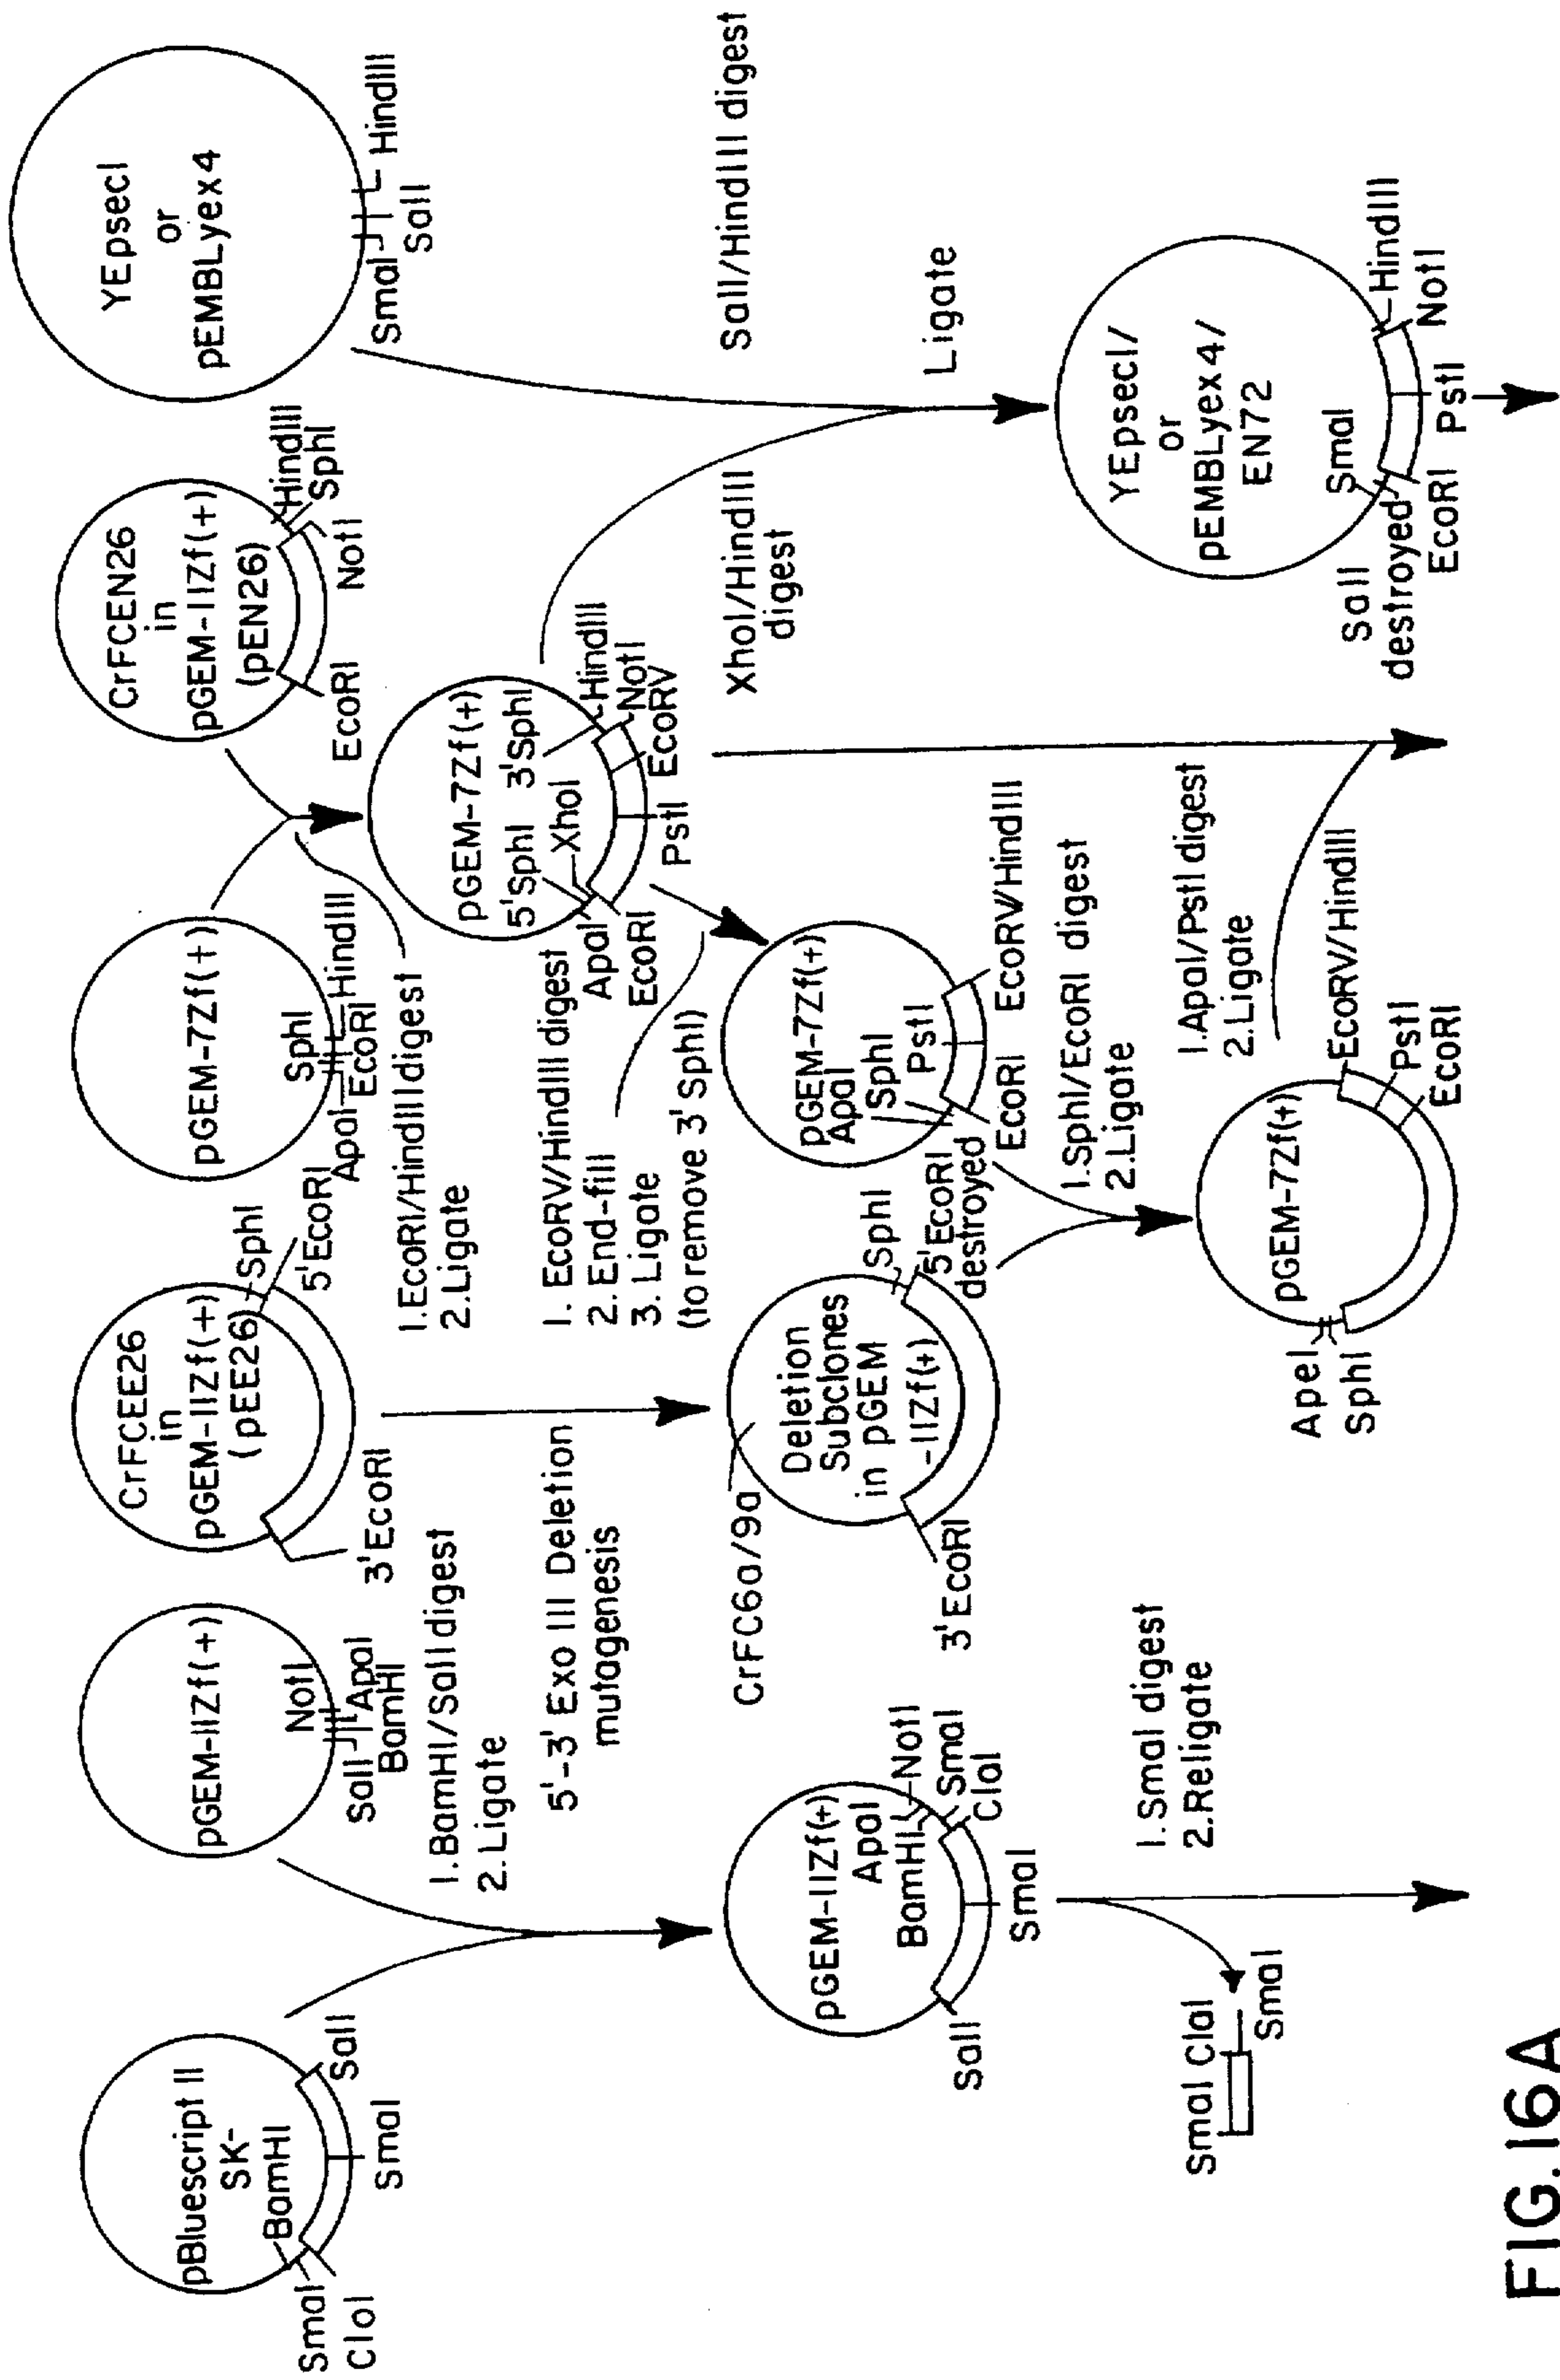 pBluescript II
SK-
BamHI
SmaI
ClaI
SmaI
SalI
pGEM-11Zf(+)
NotI
SalI
ApaI
BamHI
1.BamHI/SalI digest
2.Ligate
CrFCEE26
in
pGEM-11Zf(+)
(pEE26)
SphI
5'EcoRI
3'EcoRI
5'-3' Exo III Deletion
mutagenesis
pGEM-7Zf(+)
SphI
ApaI
EcoRI
HindIII
1.EcoRI/HindIII digest
2.Ligate
CrFCEN26
in
pGEM-11Zf(+)
(pEN26)
HindIII
SphI
NotI
EcoRI
YEpsec1
or
pEMBLyex4
SmaI
SalI
HindIII
pGEM-7Zf(+)
5'SphI
3'SphI
XhoI
ApaI
EcoRI
PstI
EcoRV
NotI
HindIII
1. EcoRV/HindIII digest
2. End-fill
3. Ligate
(to remove 3' SphI)
XhoI/HindIII
digest
SalI/HindIII digest
Ligate
pGEM-11Zf(+)
ApaI
BamHI
NotI
SmaI
ClaI
SmaI
SalI
CrFC6a/9a
Deletion
Subclones
in pGEM
-11Zf(+)
SphI
5'EcoRI
destroyed
3'EcoRI
pGEM-7Zf(+)
ApaI
SphI
PstI
EcoRI
EcoRV/HindIII
1.SphI/EcoRI digest
2.Ligate
YEpsec1/
or
pEMBLyex4/
EN72
SmaI
SalI
destroyed
EcoRI
PstI
NotI
HindIII
1.SmaI digest
2.Religate
SmaI ClaI
SmaI
pGEM-7Zf(+)
ApeI
SphI
EcoRV/HindIII
PstI
EcoRI
1.ApaI/PstI digest
2.Ligate
FIG.16A